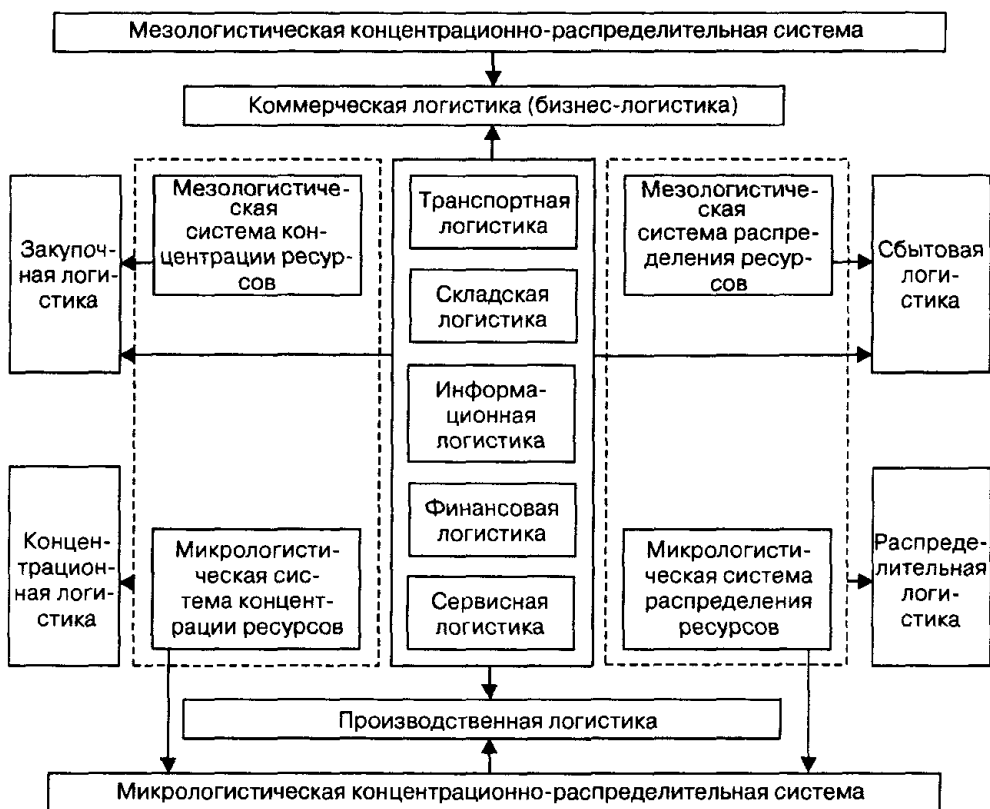 Мезологистическая концентрационно-распределительная система
Коммерческая логистика (бизнес-логистика)
Закупоч-
ная логи-
стика
Мезологистиче-
ская
система кон-
центрации ресур-
сов
Транспортная
логистика
Складская
логистика
Информа-
ционная
логистика
Финансовая
логистика
Сервисная
логистика
Мезологистиче-
ская
система распре-
деления ресур-
сов
Сбытовая
логи-
стика
Концен-
трацион-
ная логи-
стика
Микрологисти-
ческая сис-
тема концент-
рации ресурсов
Микрологисти-
ческая система
распределения
ресурсов
Распреде-
лительная
логи-
стика
Производственная логистика
Микрологистическая концентрационно-распределительная система